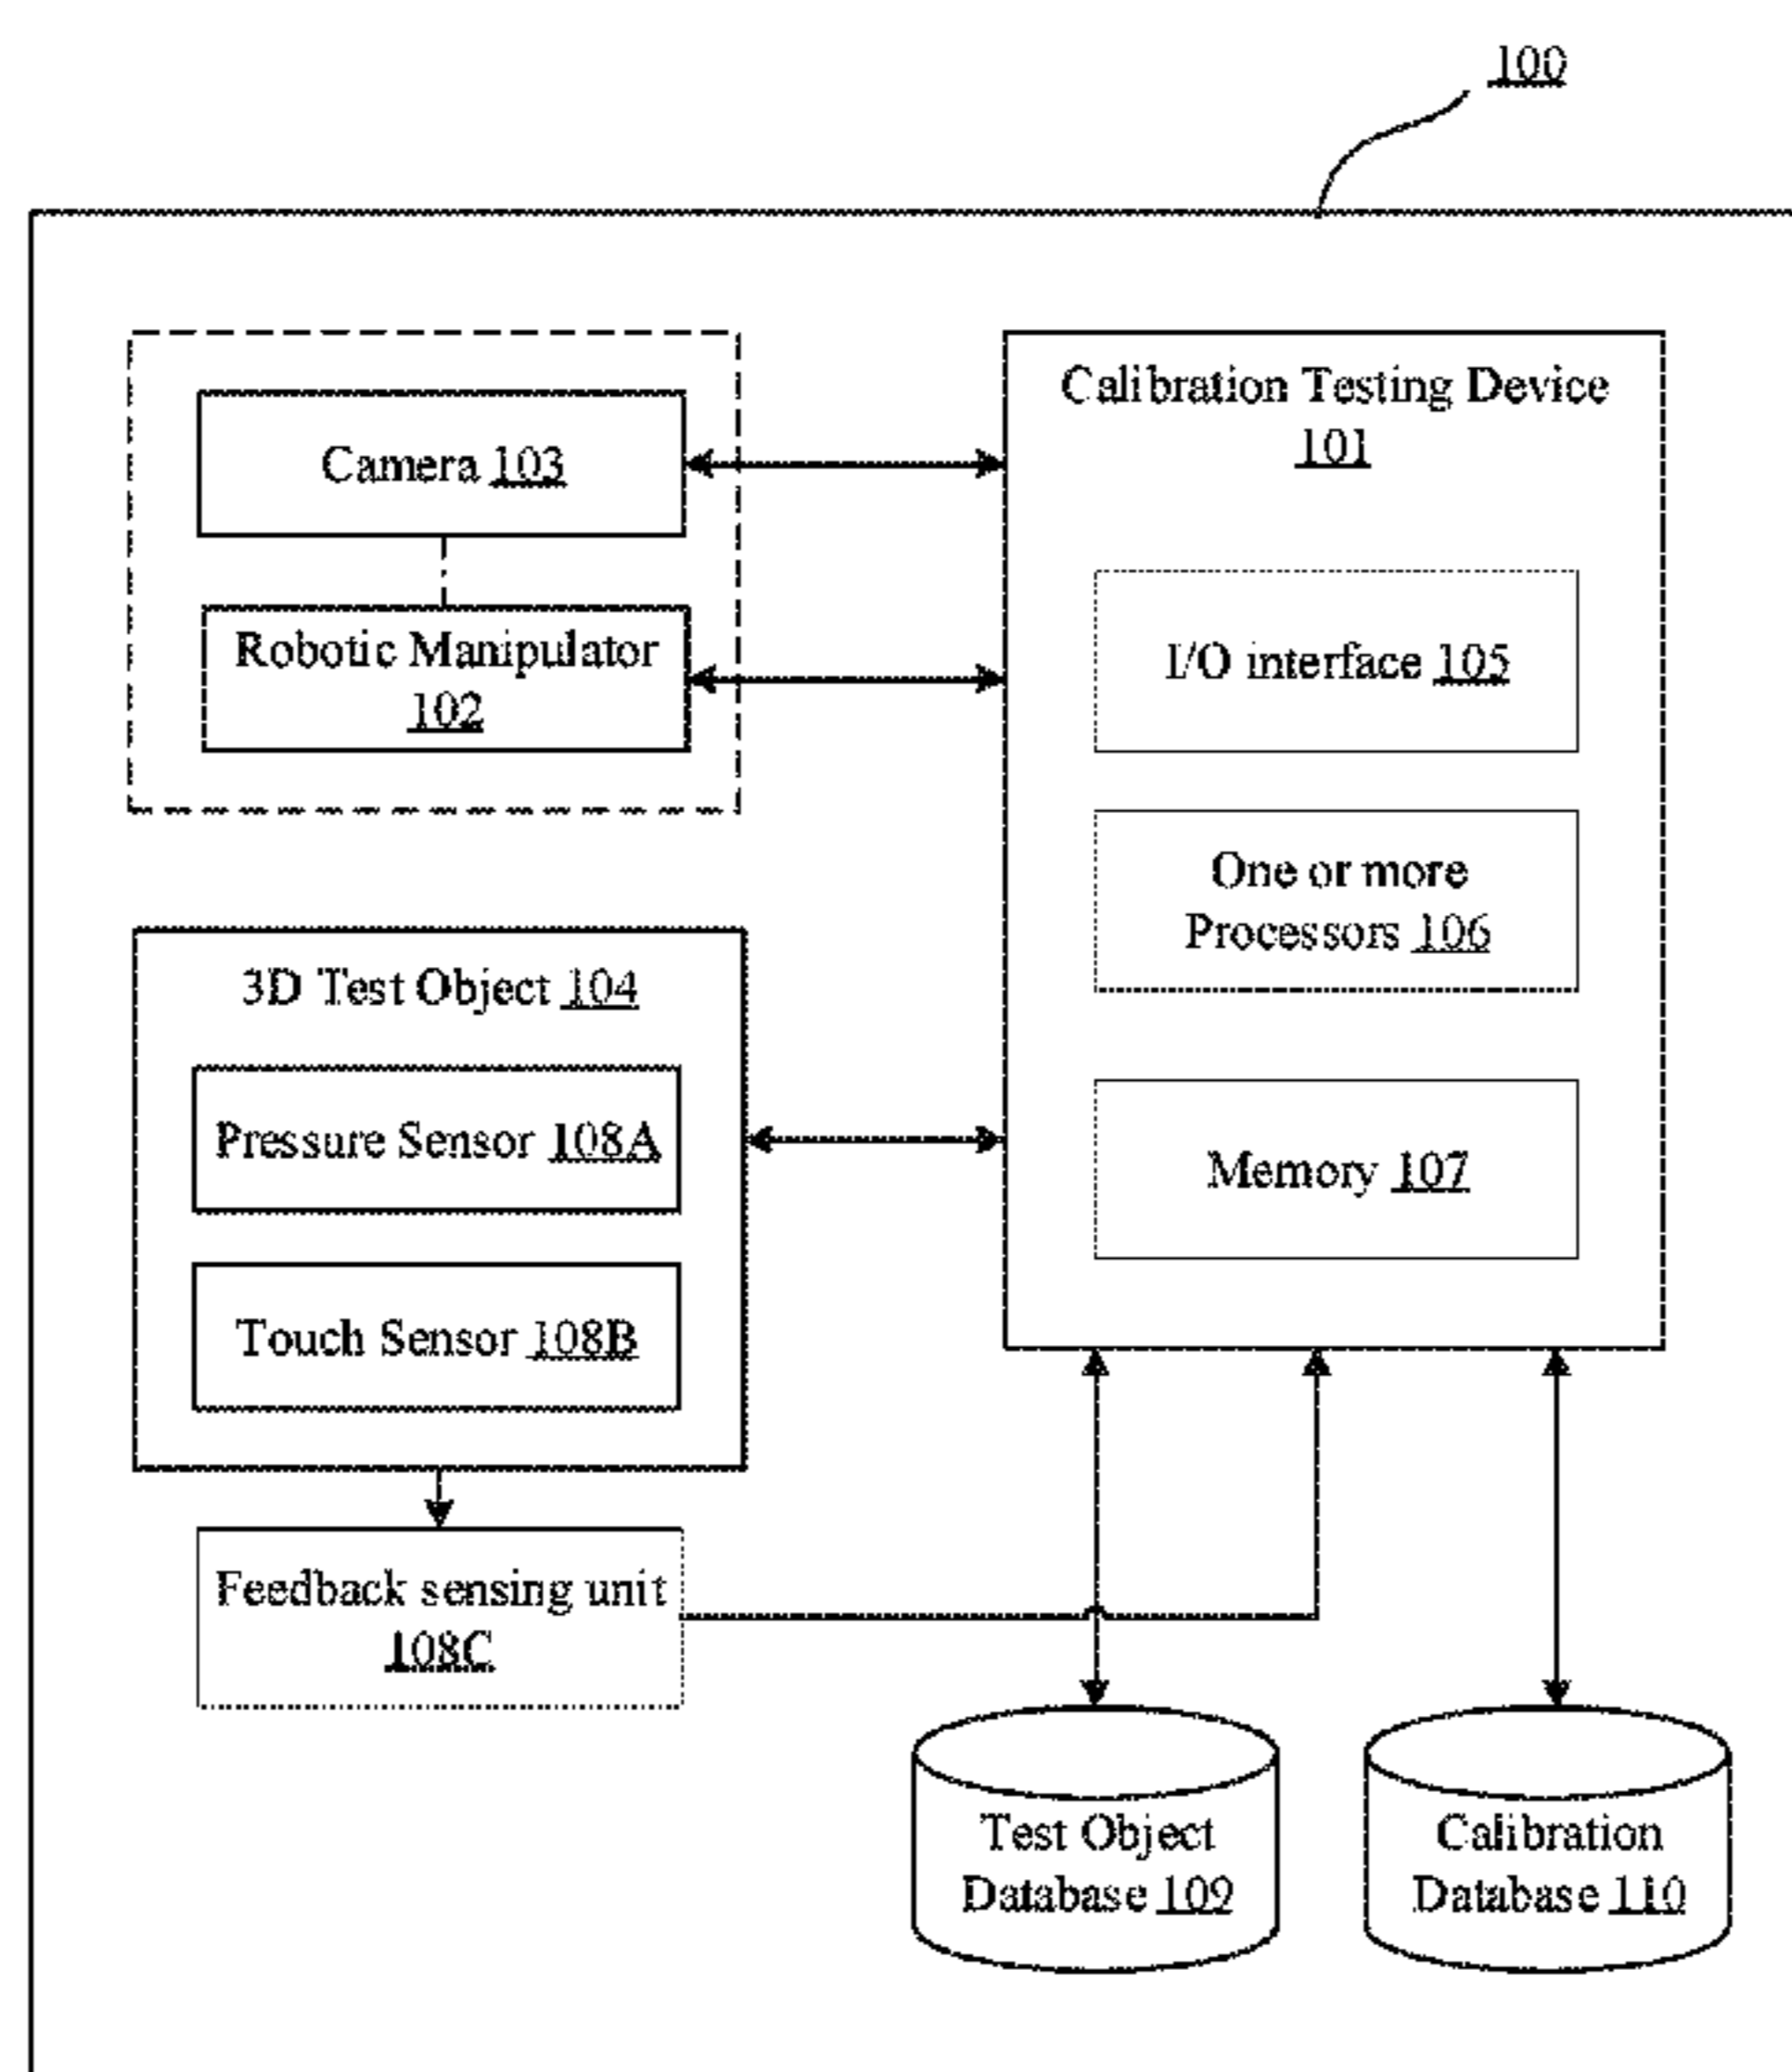 100
Calibration Testing Device
101
Camera 103
Robotic Manipulator
102
I/O interface 105
One or more
Processors 106
3D Test Object 104
Pressure Sensor 108A
Memory 107
Touch Sensor 108B
Feedback sensing unit
108C
Test Object
Database 109
Calibration
Database 110